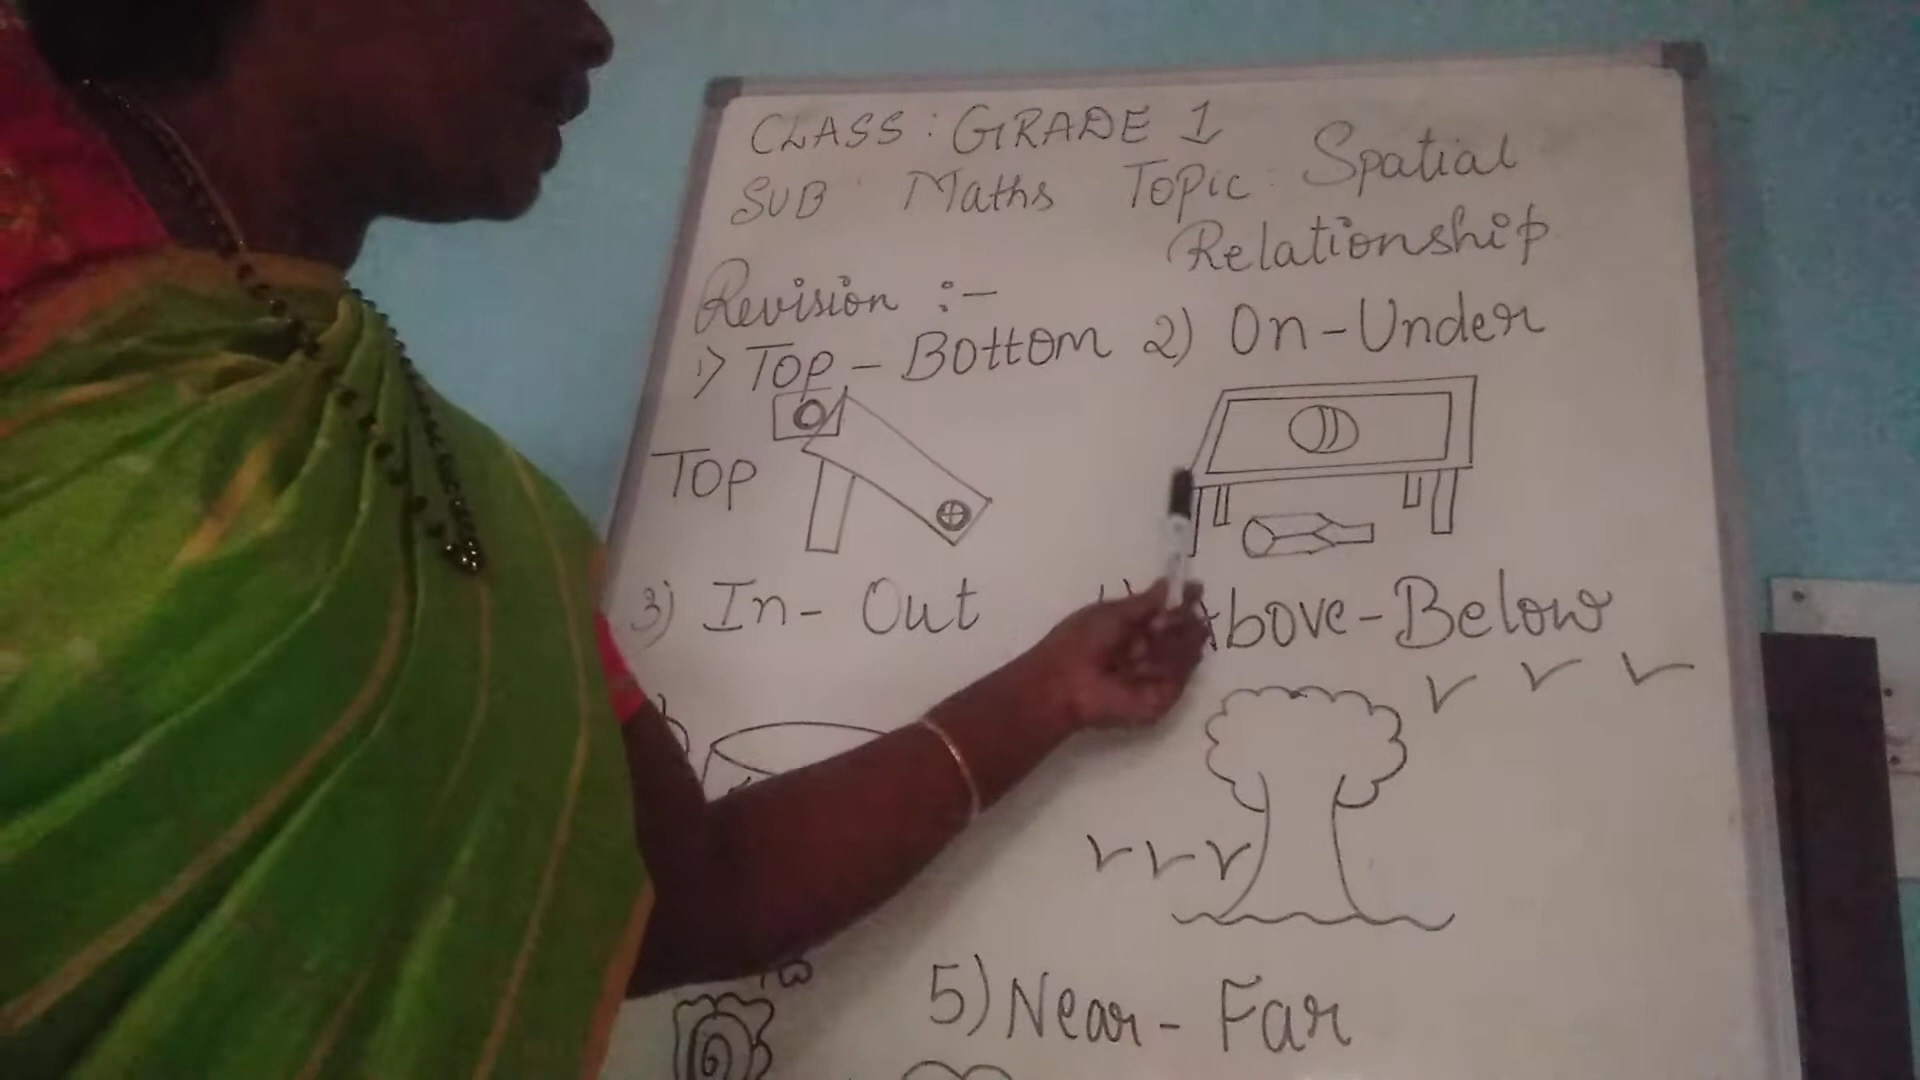 CLASS : GRADE 1
SUB Maths Topic: Spatial
Relationship
Revision :-
1) Top - Bottom 2) On-Under
Top
3) In- Out Above-Below
5) Near - Far